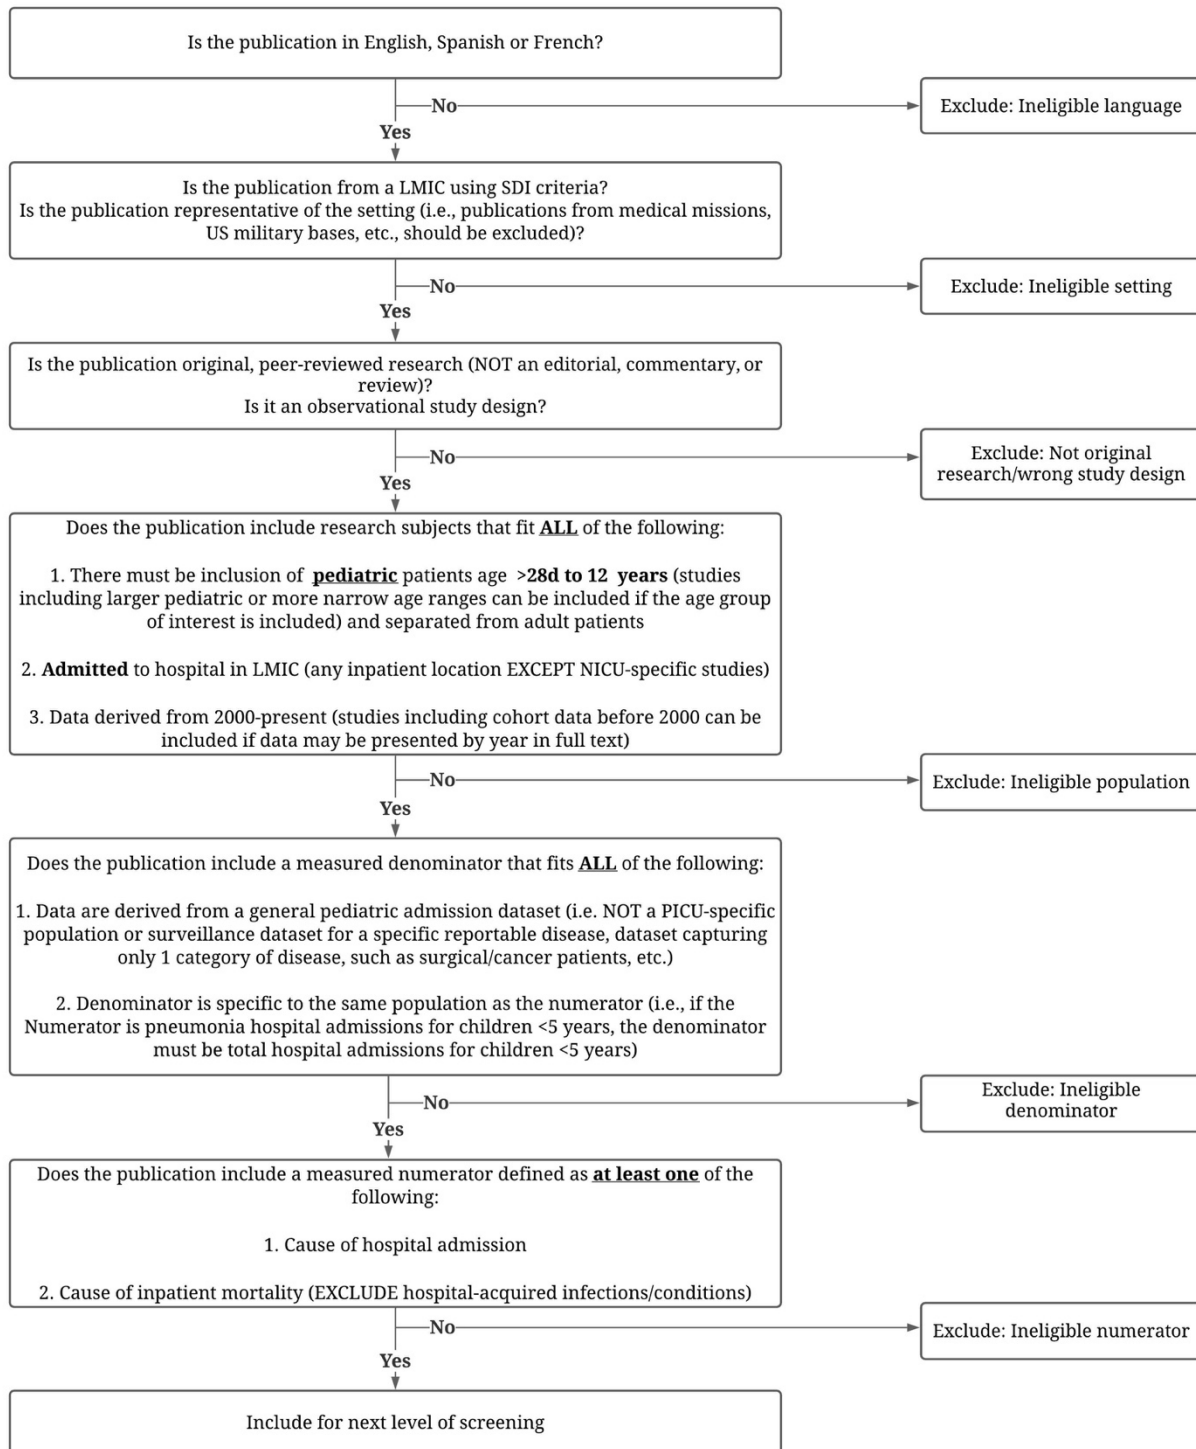 Is the publication in English, Spanish or French?
No
Exclude: Ineligible language
Yes
Is the publication from a LMIC using SDI criteria?
Is the publication representative of the setting (i.e., publications from medical missions,
US military bases, etc., should be excluded)?
No
Exclude: Ineligible setting
Yes
Is the publication original, peer-reviewed research (NOT an editorial, commentary, or
review)?
Is it an observational study design?
No
Exclude: Not original
research/wrong study design
Yes
Does the publication include research subjects that fit ALL of the following:
1. There must be inclusion of pediatric patients age >28d to 12 years (studies
including larger pediatric or more narrow age ranges can be included if the age group
of interest is included) and separated from adult patients
2. Admitted to hospital in LMIC (any inpatient location EXCEPT NICU-specific studies)
3. Data derived from 2000-present (studies including cohort data before 2000 can be
included if data may be presented by year in full text)
No
Exclude: Ineligible population
Yes
Does the publication include a measured denominator that fits ALL of the following:
1. Data are derived from a general pediatric admission dataset (i.e. NOT a PICU-specific
population or surveillance dataset for a specific reportable disease, dataset capturing
only 1 category of disease, such as surgical/cancer patients, etc.)
2. Denominator is specific to the same population as the numerator (i.e., if the
Numerator is pneumonia hospital admissions for children <5 years, the denominator
must be total hospital admissions for children <5 years)
No
Exclude: Ineligible
denominator
Yes
Does the publication include a measured numerator defined as at least one of the
following:
1. Cause of hospital admission
2. Cause of inpatient mortality (EXCLUDE hospital-acquired infections/conditions)
No
Exclude: Ineligible numerator
Yes
Include for next level of screening